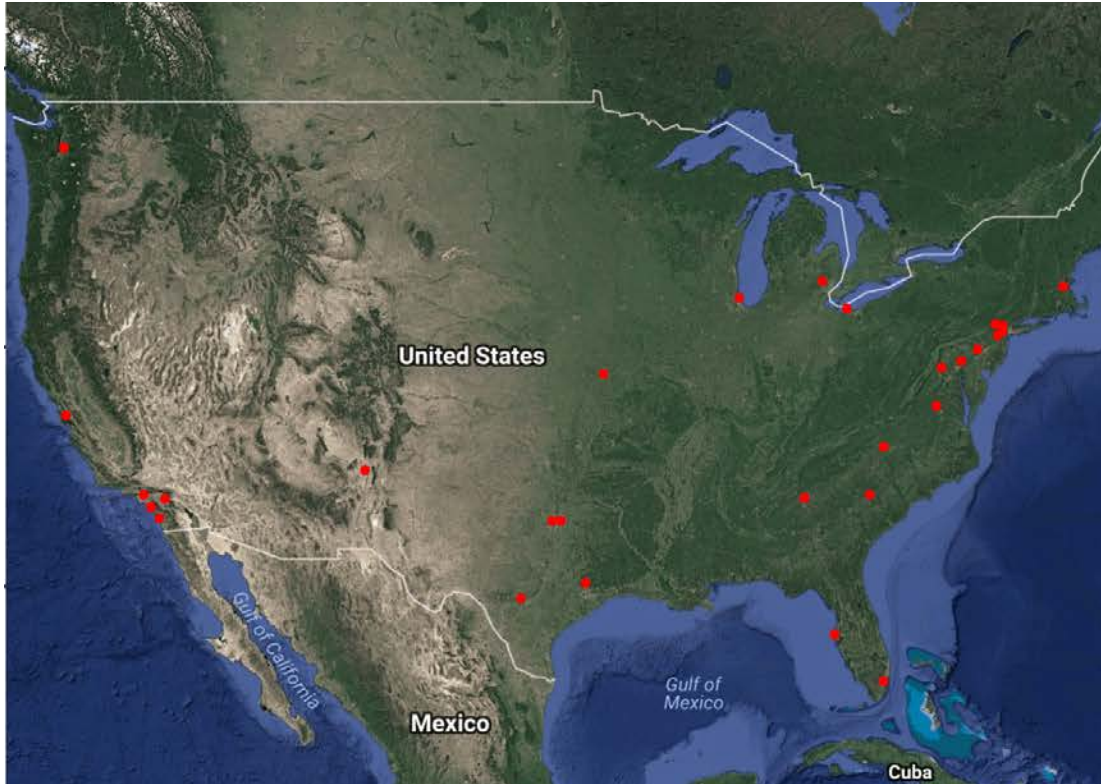 United States
Gulf of California
Gulf of
Mexico
Mexico
Cuba